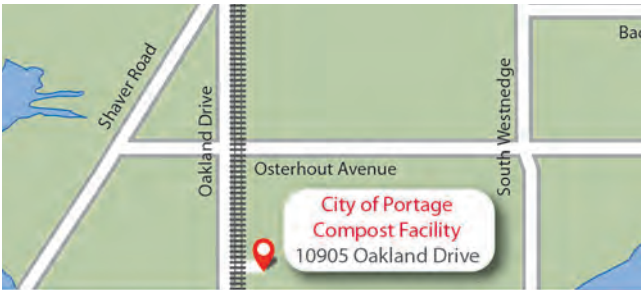 Shaver Road
Oakland Drive
South Westnedge
Osterhout Avenue
City of Portage
Compost Facility
10905 Oakland Drive